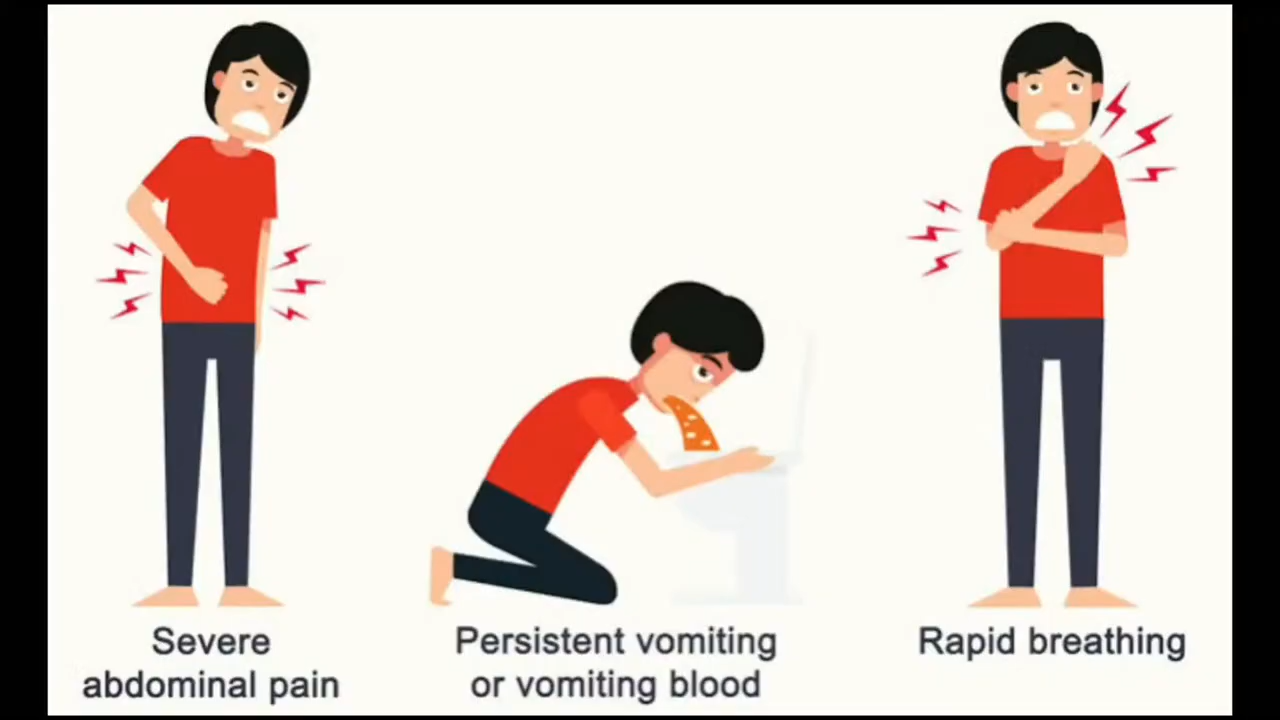 Severe
abdominal pain
Persistent vomiting
or vomiting blood
Rapid breathing